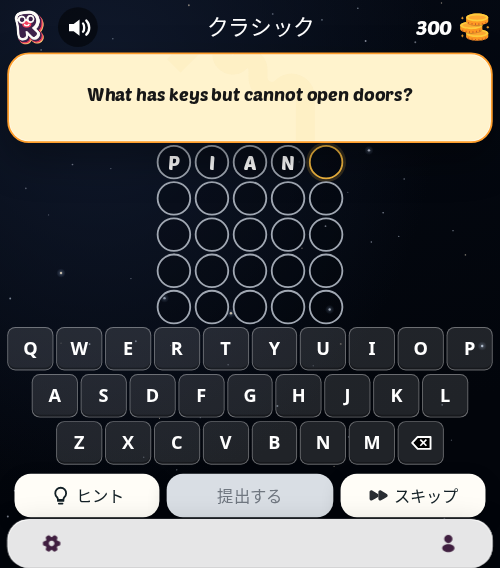 クラシック
300
What has keys but cannot open doors?
P I A N
Q W E R T Y U I O P
A S D F G H J K L
Z X C V B N M
ヒント 提出する スキップ